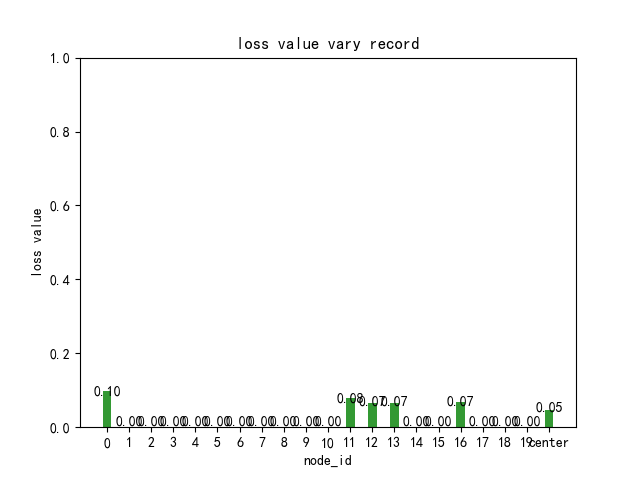 loss value vary record
1.0
0.8
0.6
0.4
0.2
0.0
loss value
0.10 0.00 0.00 0.00 0.00 0.00 0.00 0.00 0.00 0.00 0.00 0.08 0.07 0.07 0.00 0.00 0.07 0.00 0.00 0.00 0.05
0 1 2 3 4 5 6 7 8 9 10 11 12 13 14 15 16 17 18 19 center
node_id